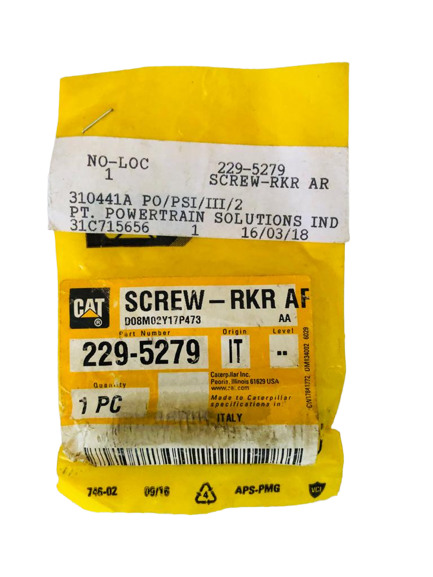 NO-LOC 229-5279
1 SCREW-RKR AR
310441A PO/PSI/III/2
PT. POWERTRAIN SOLUTIONS IND
31C715656 1 16/03/18
CAT®
SCREW-RKR AR
D08M02Y17P473 AA
Part Number Origin Level
229-5279 IT --
Quantity
1 PC
Caterpillar Inc.
Peoria, Illinois 61629 USA
Made to Caterpillar
specifications in
ITALY
746-02 09/16 4 APS-PMG VCI